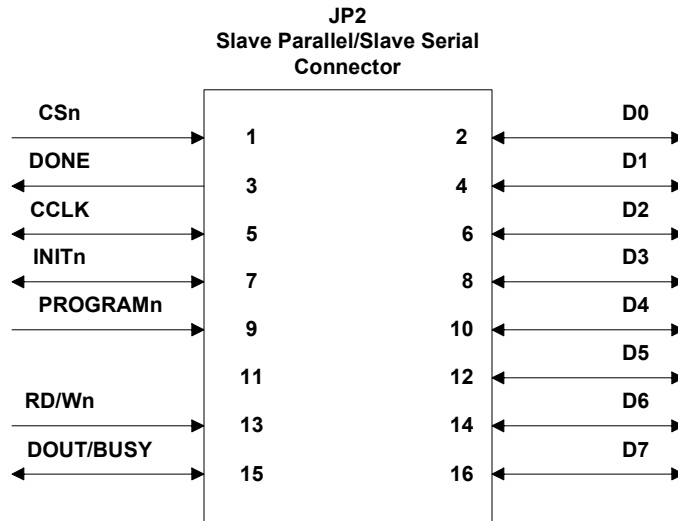 JP2
Slave Parallel/Slave Serial
Connector
CSn 1 2 D0
DONE 3 4 D1
CCLK 5 6 D2
INITn 7 8 D3
PROGRAMn 9 10 D4
11 12 D5
RD/Wn 13 14 D6
DOUT/BUSY 15 16 D7